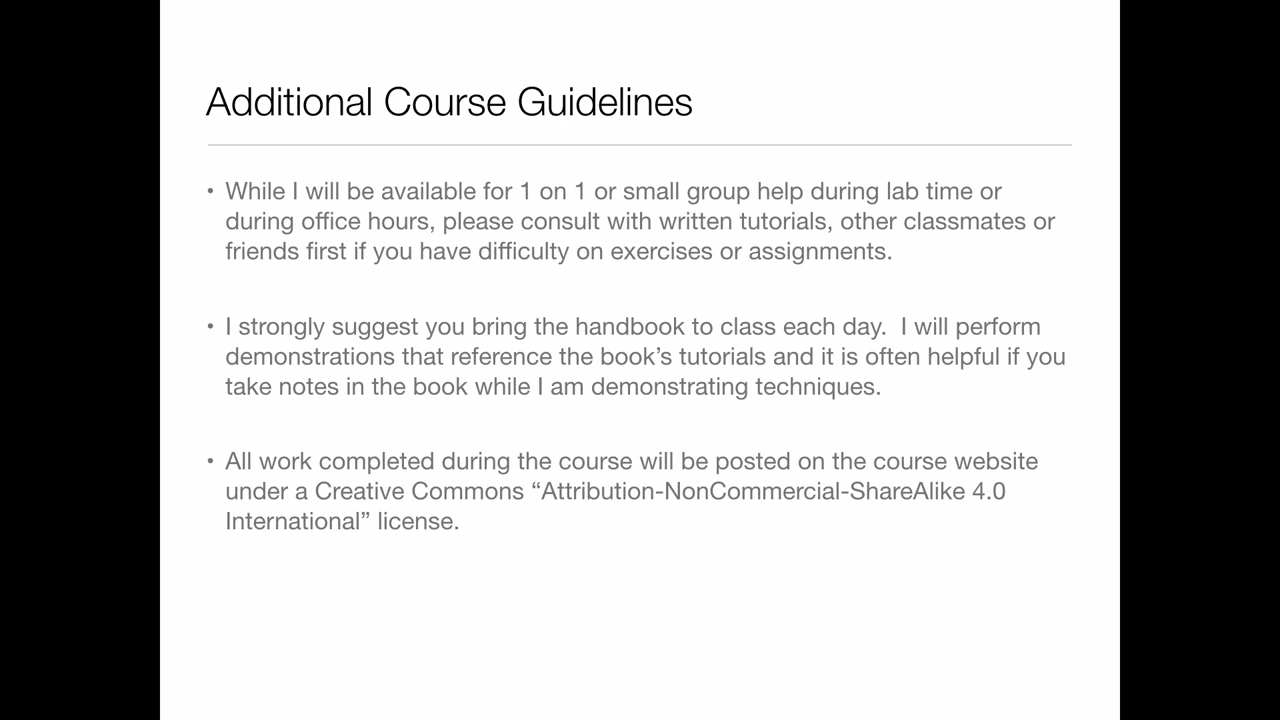 Additional Course Guidelines
• While I will be available for 1 on 1 or small group help during lab time or
during office hours, please consult with written tutorials, other classmates or
friends first if you have difficulty on exercises or assignments.
• I strongly suggest you bring the handbook to class each day.  I will perform
demonstrations that reference the book’s tutorials and it is often helpful if you
take notes in the book while I am demonstrating techniques.
• All work completed during the course will be posted on the course website
under a Creative Commons “Attribution-NonCommercial-ShareAlike 4.0
International” license.